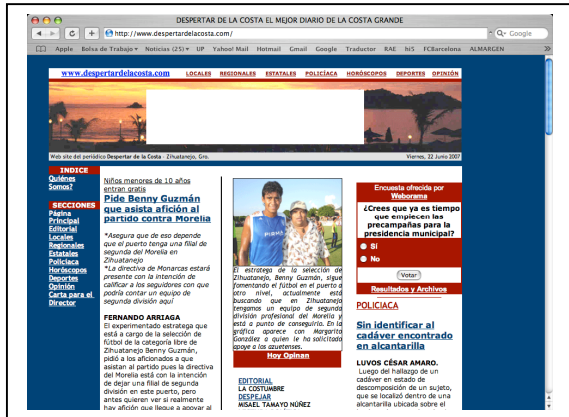 DESPERTAR DE LA COSTA EL MEJOR DIARIO DE LA COSTA GRANDE
http://www.despertardelacosta.com/
Google
Apple Bolsa de Trabajo Noticias (25) UP Yahoo! Mail Hotmail Gmail Google Traductor RAE hi5 FCBarcelona ALMARGEN
www.despertardelacosta.com LOCALES REGIONALES ESTATALES POLICÍACA HORÓSCOPOS DEPORTES OPINIÓN
Web site del periódico Despertar de la Costa - Zihuatanejo, Gro. Viernes, 22 Junio 2007
INDICE
Quiénes
Somos?
SECCIONES
Página
Principal
Editorial
Locales
Regionales
Estatales
Policiaca
Horóscopos
Deportes
Opinión
Carta para el
Director
Niños menores de 10 años
entran gratis
Pide Benny Guzmán
que asista afición al
partido contra Morelia
*Asegura que de eso depende
que el puerto tenga una filial de
segunda del Morelia en
Zihuatanejo
*La directiva de Monarcas estará
presente con la intención de
calificar a los seguidores con que
podría contar un equipo de
segunda división aquí
FERNANDO ARRIAGA
El experimentado estratega que
está a cargo de la selección de
fútbol de la categoría libre de
Zihuatanejo Benny Guzmán,
pidió a los aficionados a que
asistan al partido pues la directiva
del Morelia está con la intención
de dejar una filial de segunda
división en este puerto, pero
antes quieren ver si realmente
hay afición que llegue a apoyar al
El estratega de la selección de
Zihuatanejo, Benny Guzmán, sigue
fomentando el fútbol en el puerto a
otro nivel, actualmente está
buscando que en Zihuatanejo
tengamos un equipo de segunda
división profesional del Morelia y
está a punto de conseguirlo. En la
gráfica aparece con Margarito
González a quien le ha solicitado
apoye a los azuetenses.
Hoy Opinan
EDITORIAL
LA COSTUMBRE
DESPEJAR
MISAEL TAMAYO NÚÑEZ
Encuesta ofrecida por
Weborama
¿Crees que ya es tiempo
que empiecen las
precampañas para la
presidencia municipal?
Sí
No
Votar
Resultados y Archivos
POLICIACA
Sin identificar al
cadáver encontrado
en alcantarilla
LUVOS CÉSAR AMARO.
Luego del hallazgo de un
cadáver en estado de
descomposición de un sujeto,
que se localizó dentro de una
alcantarilla ubicada sobre el